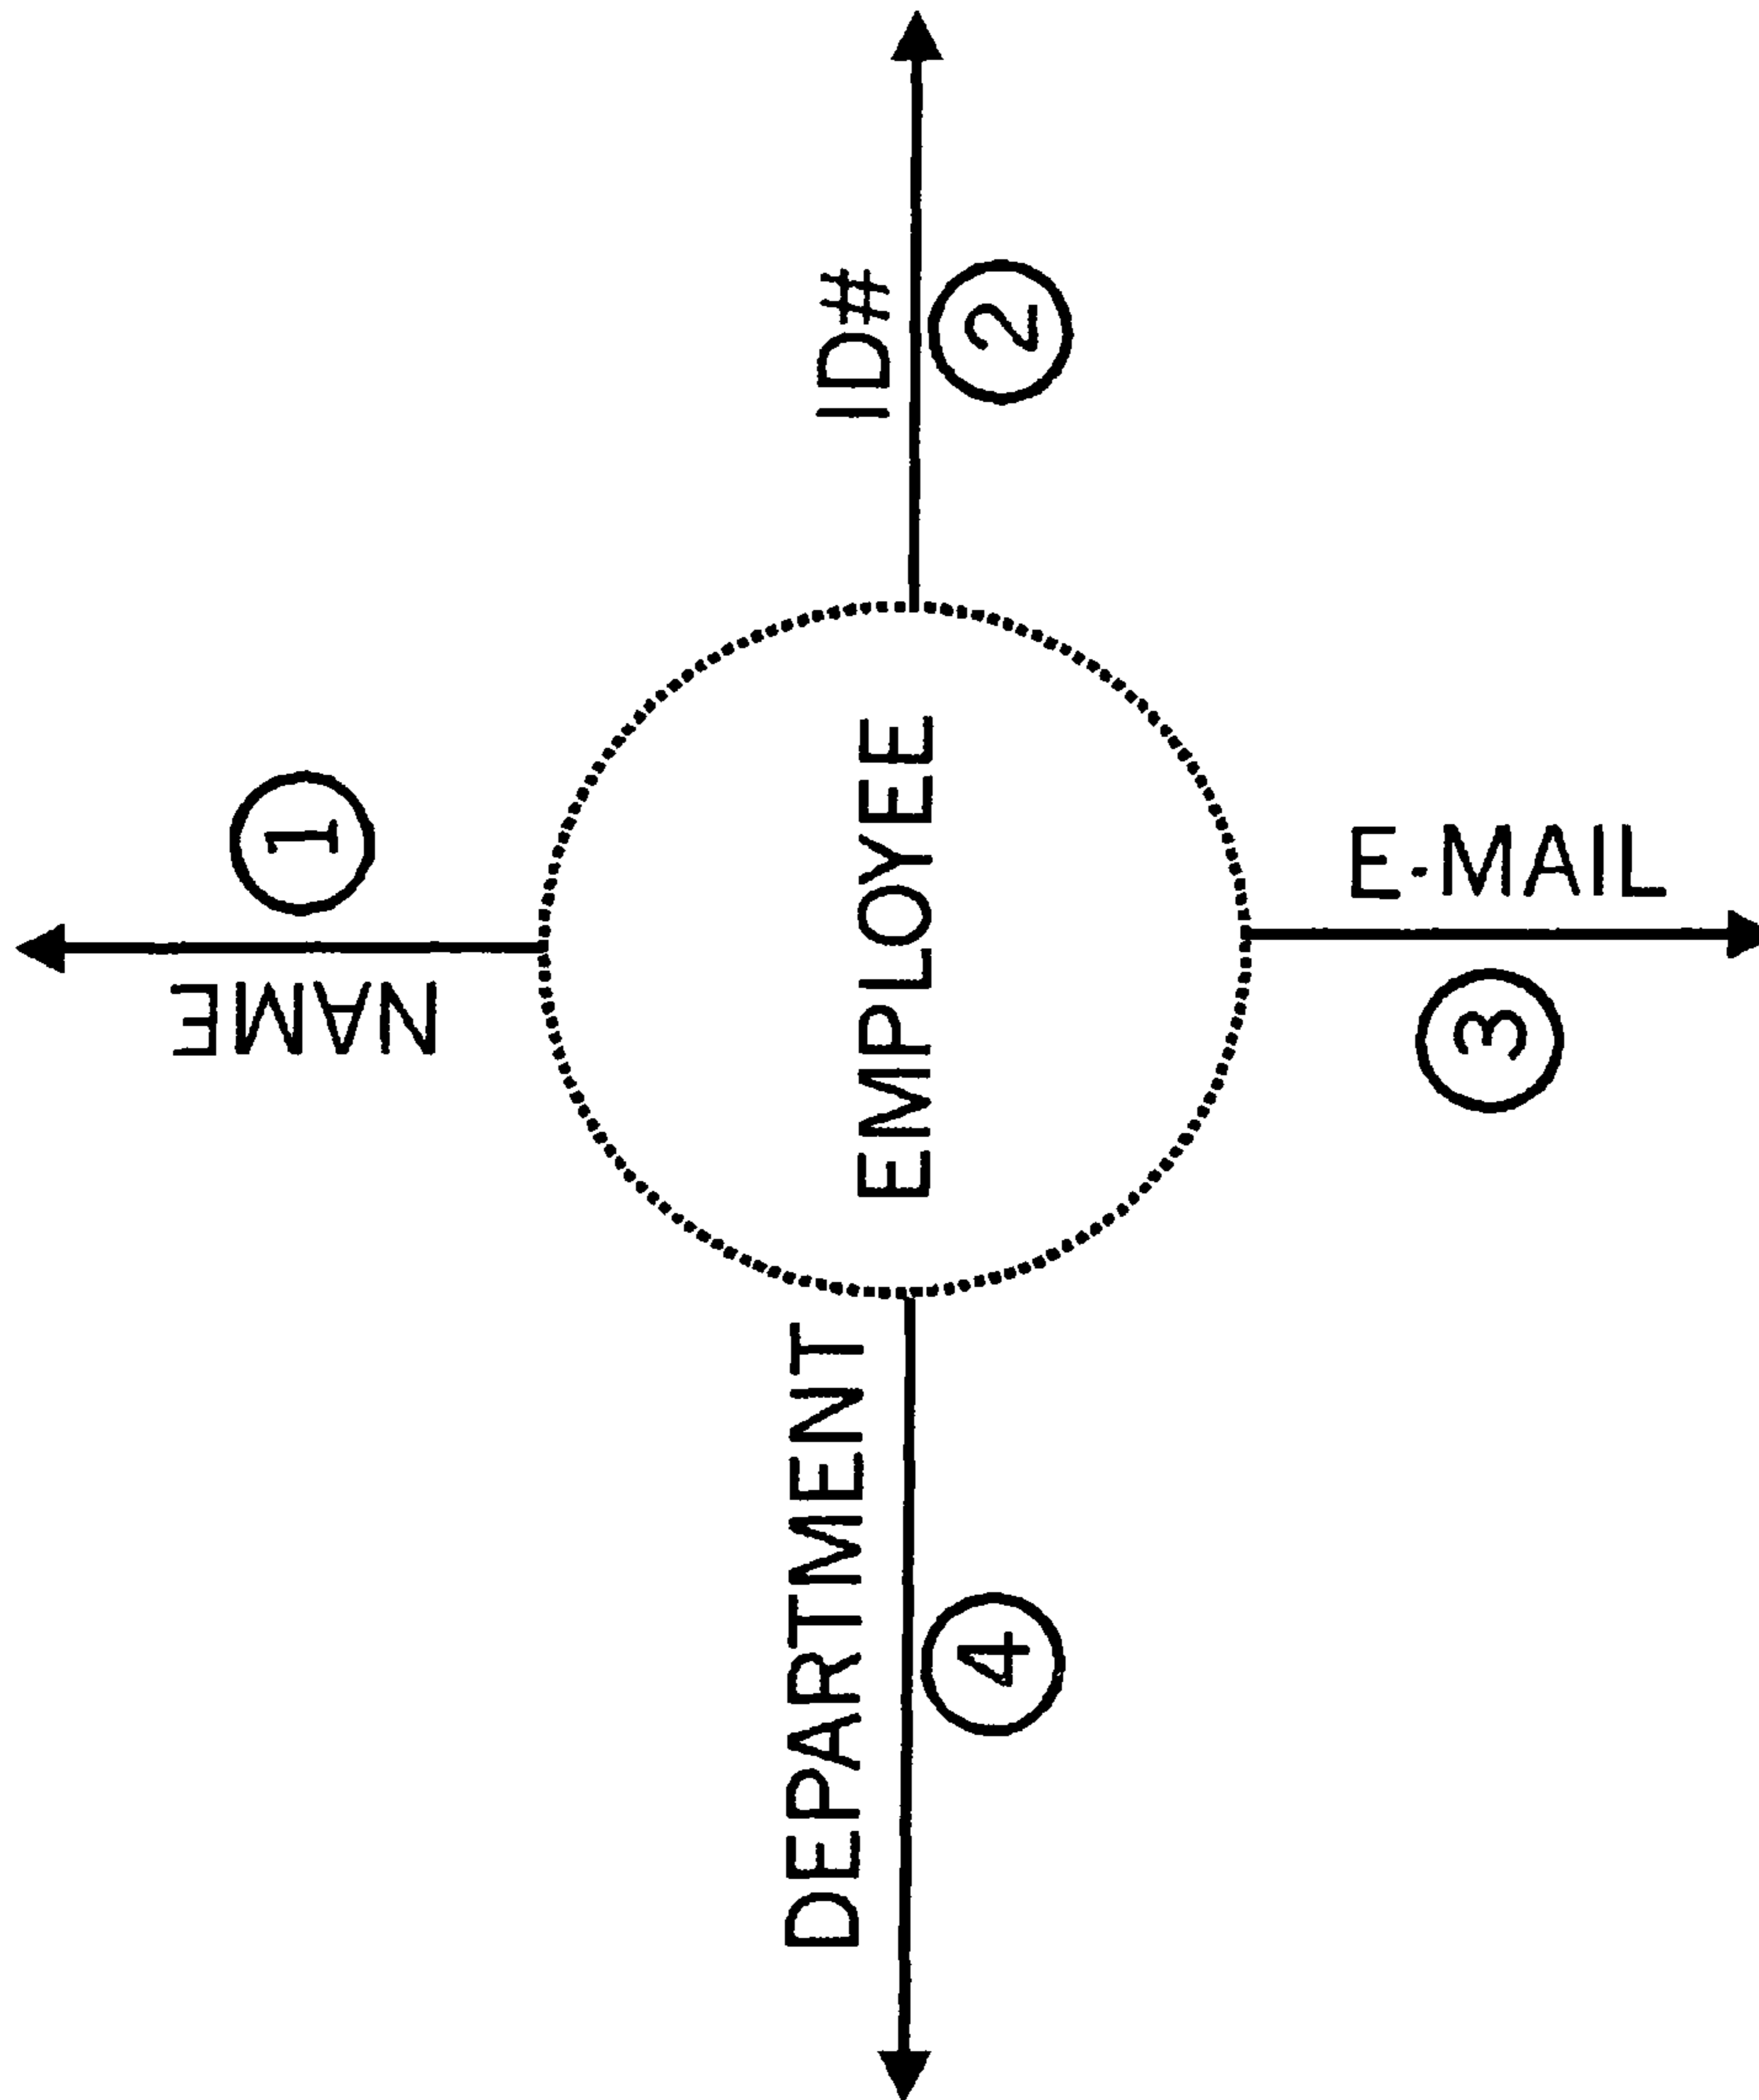 NAME
1
ID#
2
EMPLOYEE
E-MAIL
3
DEPARTMENT
4